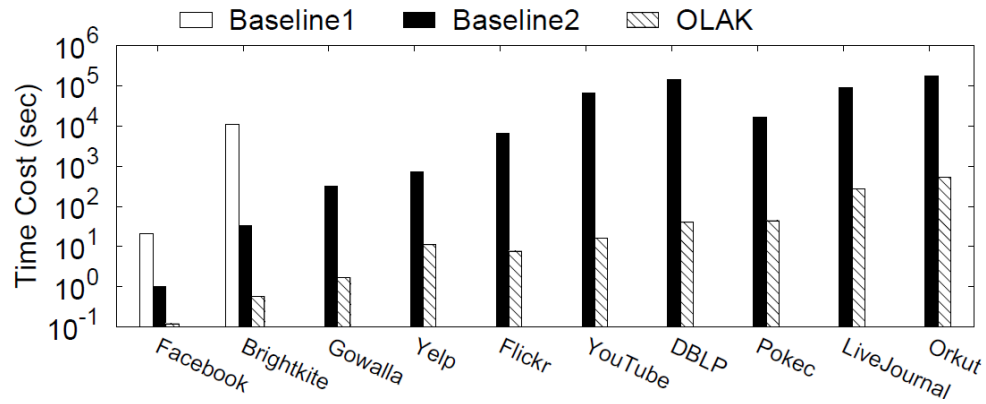 Baseline1 Baseline2 OLAK
Time Cost (sec)
10^6
10^5
10^4
10^3
10^2
10^1
10^0
10^-1
Facebook Brightkite Gowalla Yelp Flickr YouTube DBLP Pokec LiveJournal Orkut